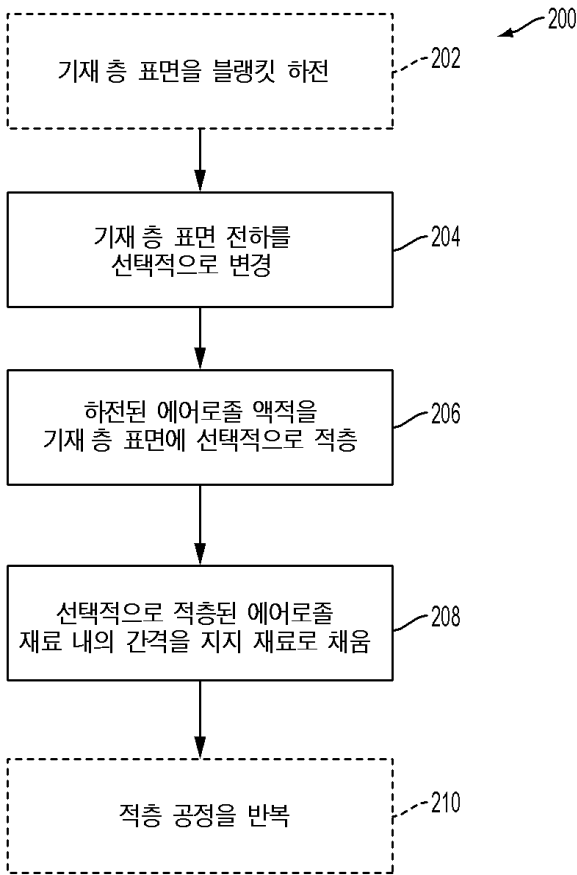 200
기재 층 표면을 블랭킷 하전
202
기재 층 표면 전하를
선택적으로 변경
204
하전된 에어로졸 액적을
기재 층 표면에 선택적으로 적층
206
선택적으로 적층된 에어로졸
재료 내의 간격을 지지 재료로 채움
208
적층 공정을 반복
210